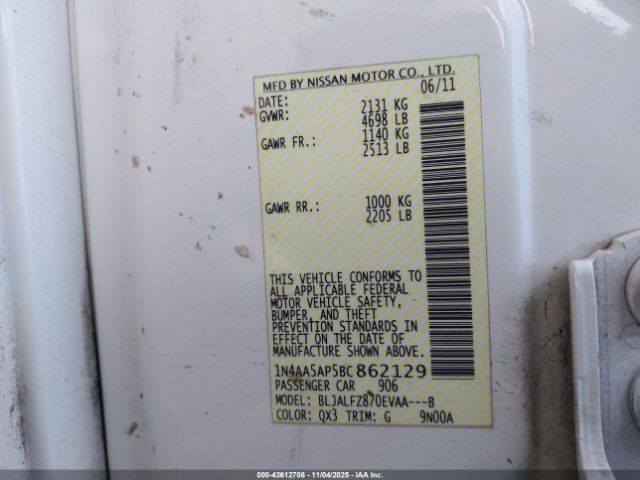 MFD BY NISSAN MOTOR CO., LTD.
DATE: 06/11
GVWR: 2131 KG
4698 LB
GAWR FR.: 1140 KG
2513 LB
GAWR RR.: 1000 KG
2205 LB
THIS VEHICLE CONFORMS TO
ALL APPLICABLE FEDERAL
MOTOR VEHICLE SAFETY,
BUMPER, AND THEFT
PREVENTION STANDARDS IN
EFFECT ON THE DATE OF
MANUFACTURE SHOWN ABOVE.
1N4AA5AP5BC862129
PASSENGER CAR 906
MODEL: BLJALFZ870EVAA---B
COLOR: QX3 TRIM: G 9N00A
000-43612708 - 11/04/2025 - IAA Inc.